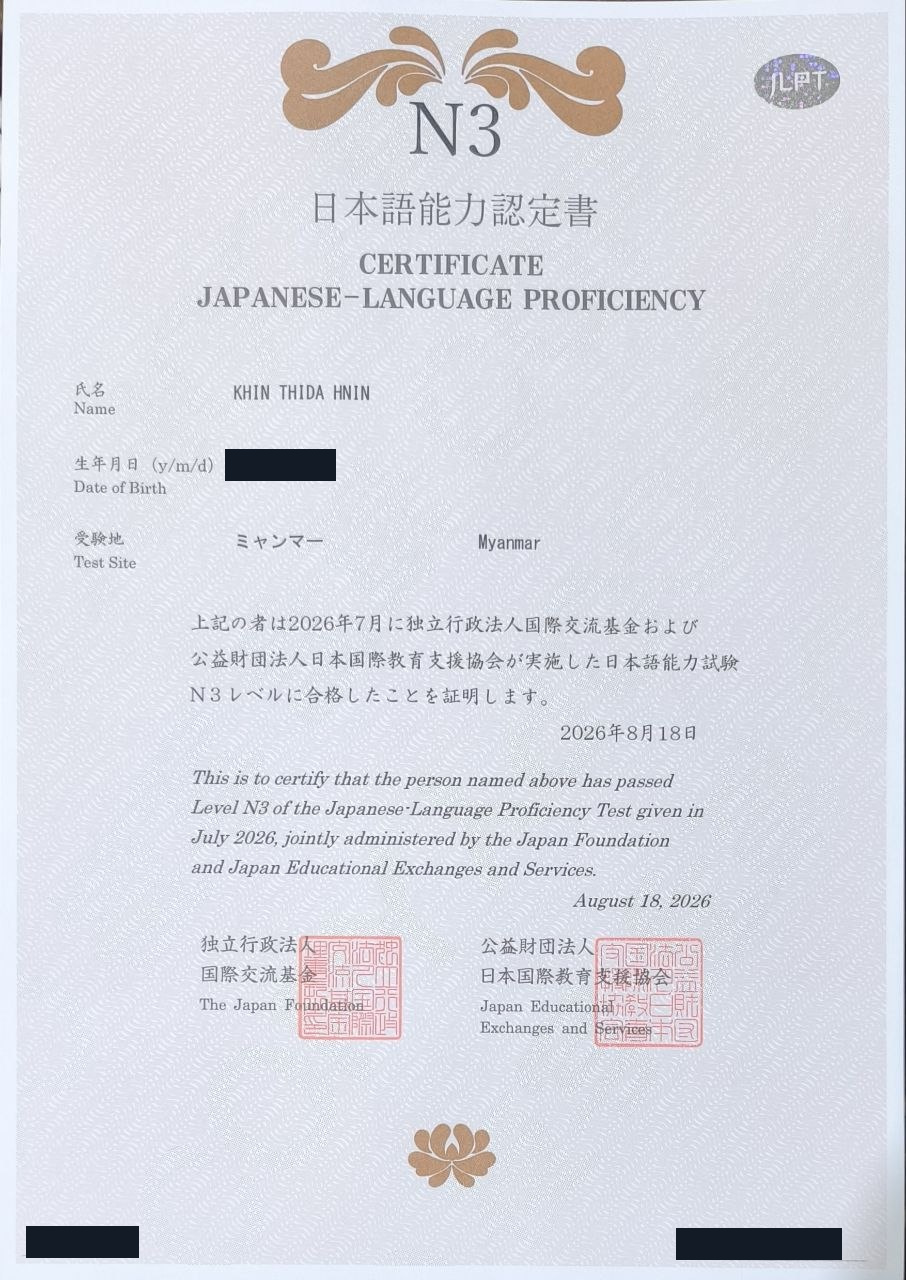 JLPT
N3
日本語能力認定書
CERTIFICATE
JAPANESE-LANGUAGE PROFICIENCY
氏名
Name
KHIN THIDA HNIN
生年月日 (y/m/d)
Date of Birth
受験地
Test Site
ミャンマー
Myanmar
上記の者は2026年7月に独立行政法人国際交流基金および
公益財団法人日本国際教育支援協会が実施した日本語能力試験
N3レベルに合格したことを証明します。
2026年8月18日
This is to certify that the person named above has passed
Level N3 of the Japanese-Language Proficiency Test given in
July 2026, jointly administered by the Japan Foundation
and Japan Educational Exchanges and Services.
August 18, 2026
独立行政法人
国際交流基金
The Japan Foundation
公益財団法人
日本国際教育支援協会
Japan Educational
Exchanges and Services